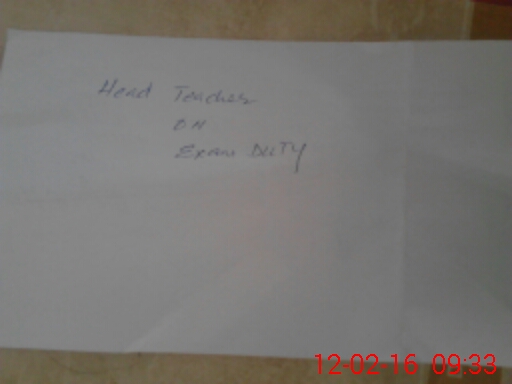 Head Teacher
ON
Exam DUTY
12-02-16 09:33